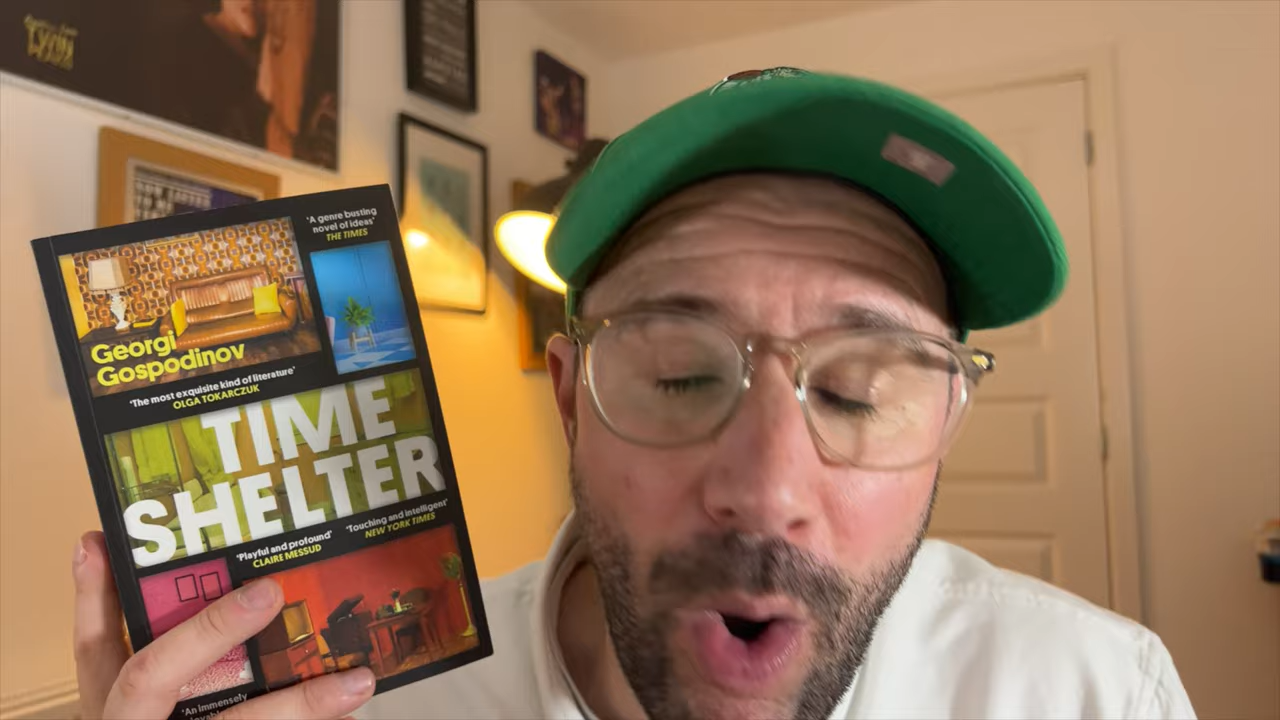 'A genre busting
novel of ideas'
THE TIMES
Georgi
Gospodinov
'The most exquisite kind of literature'
OLGA TOKARCZUK
TIME
SHELTER
'Touching and intelligent'
NEW YORK TIMES
'Playful and profound'
CLAIRE MESSUD
'An immensely